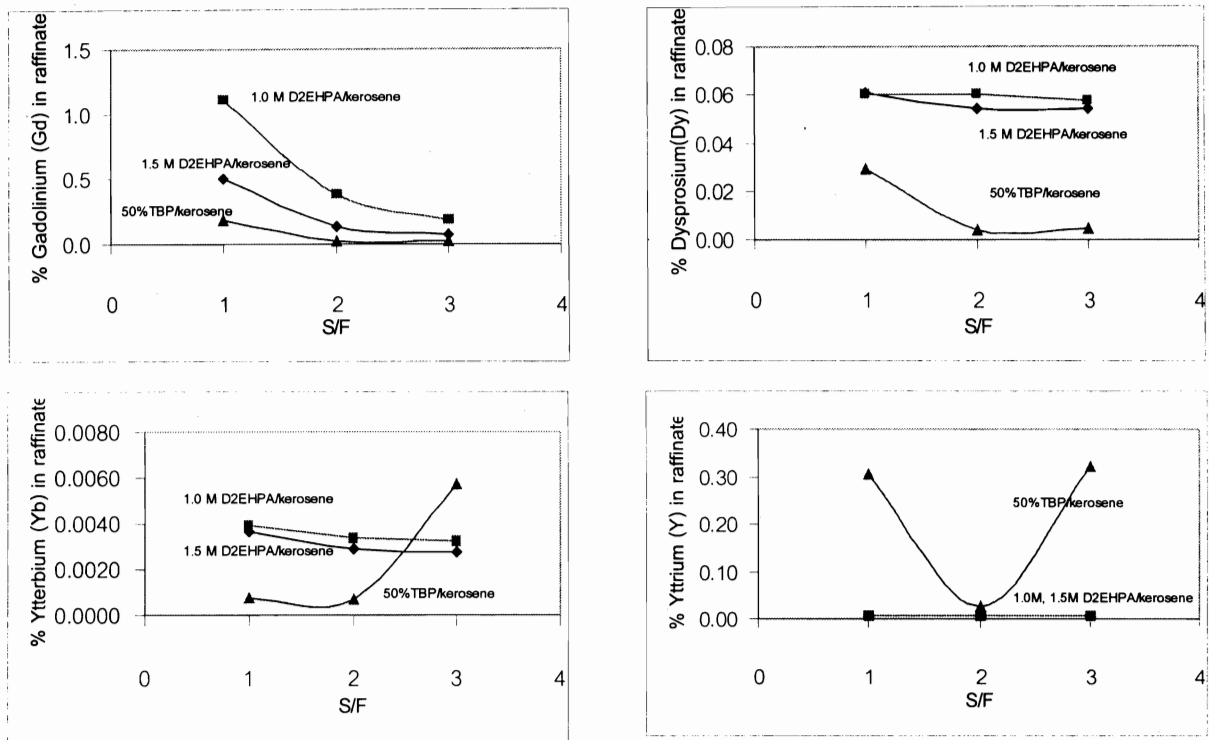 % Gadolinium (Gd) in raffinate
1.5
1.0
0.5
0.0
1.0 M D2EHPA/kerosene
1.5 M D2EHPA/kerosene
50%TBP/kerosene
0 1 2 3 4
S/F
% Dysprosium(Dy) in raffinate
0.08
0.06
0.04
0.02
0.00
1.0 M D2EHPA/kerosene
1.5 M D2EHPA/kerosene
50%TBP/kerosene
0 1 2 3 4
S/F
% Ytterbium (Yb) in raffinate
0.0080
0.0060
0.0040
0.0020
0.0000
1.0 M D2EHPA/kerosene
1.5 M D2EHPA/kerosene
50%TBP/kerosene
0 1 2 3 4
S/F
% Yttrium (Y) in raffinate
0.40
0.30
0.20
0.10
0.00
50%TBP/kerosene
1.0M, 1.5M D2EHPA/kerosene
0 1 2 3 4
S/F